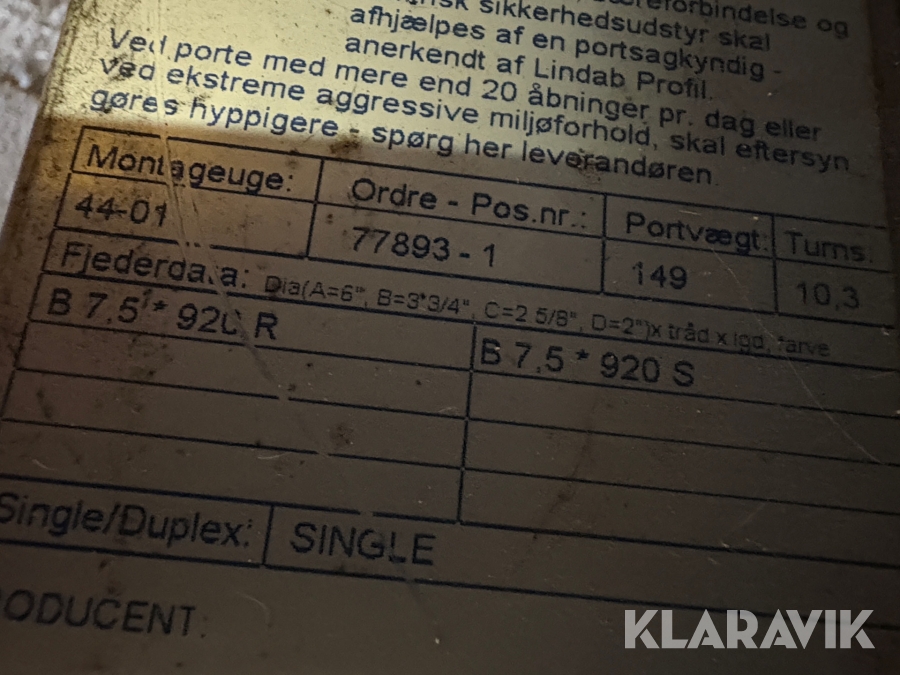 sikkerhedsudstyr skal
afhjælpes af en portsagkyndig -
anerkendt af Lindab Profil.
Ved porte med mere end 20 åbninger pr. dag eller
ved ekstreme aggressive miljøforhold, skal eftersyn
gøres hyppigere - spørg her leverandøren.
Montageuge: Ordre - Pos.nr.: Portvægt: Turns:
44-01 77893 - 1 149 10,3
Fjederdata: Dia(A=6", B=3*3/4", C=2 5/8", D=2")x tråd x lgd, farve
B 7,5 * 920 R B 7,5 * 920 S
Single/Duplex: SINGLE
PRODUCENT:
KLARAVIK